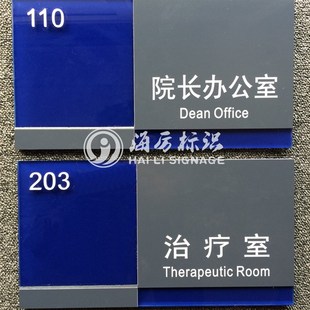 110
院长办公室
Dean Office
海厉标识
HAI LI SIGNAGE
203
治疗室
Therapeutic Room